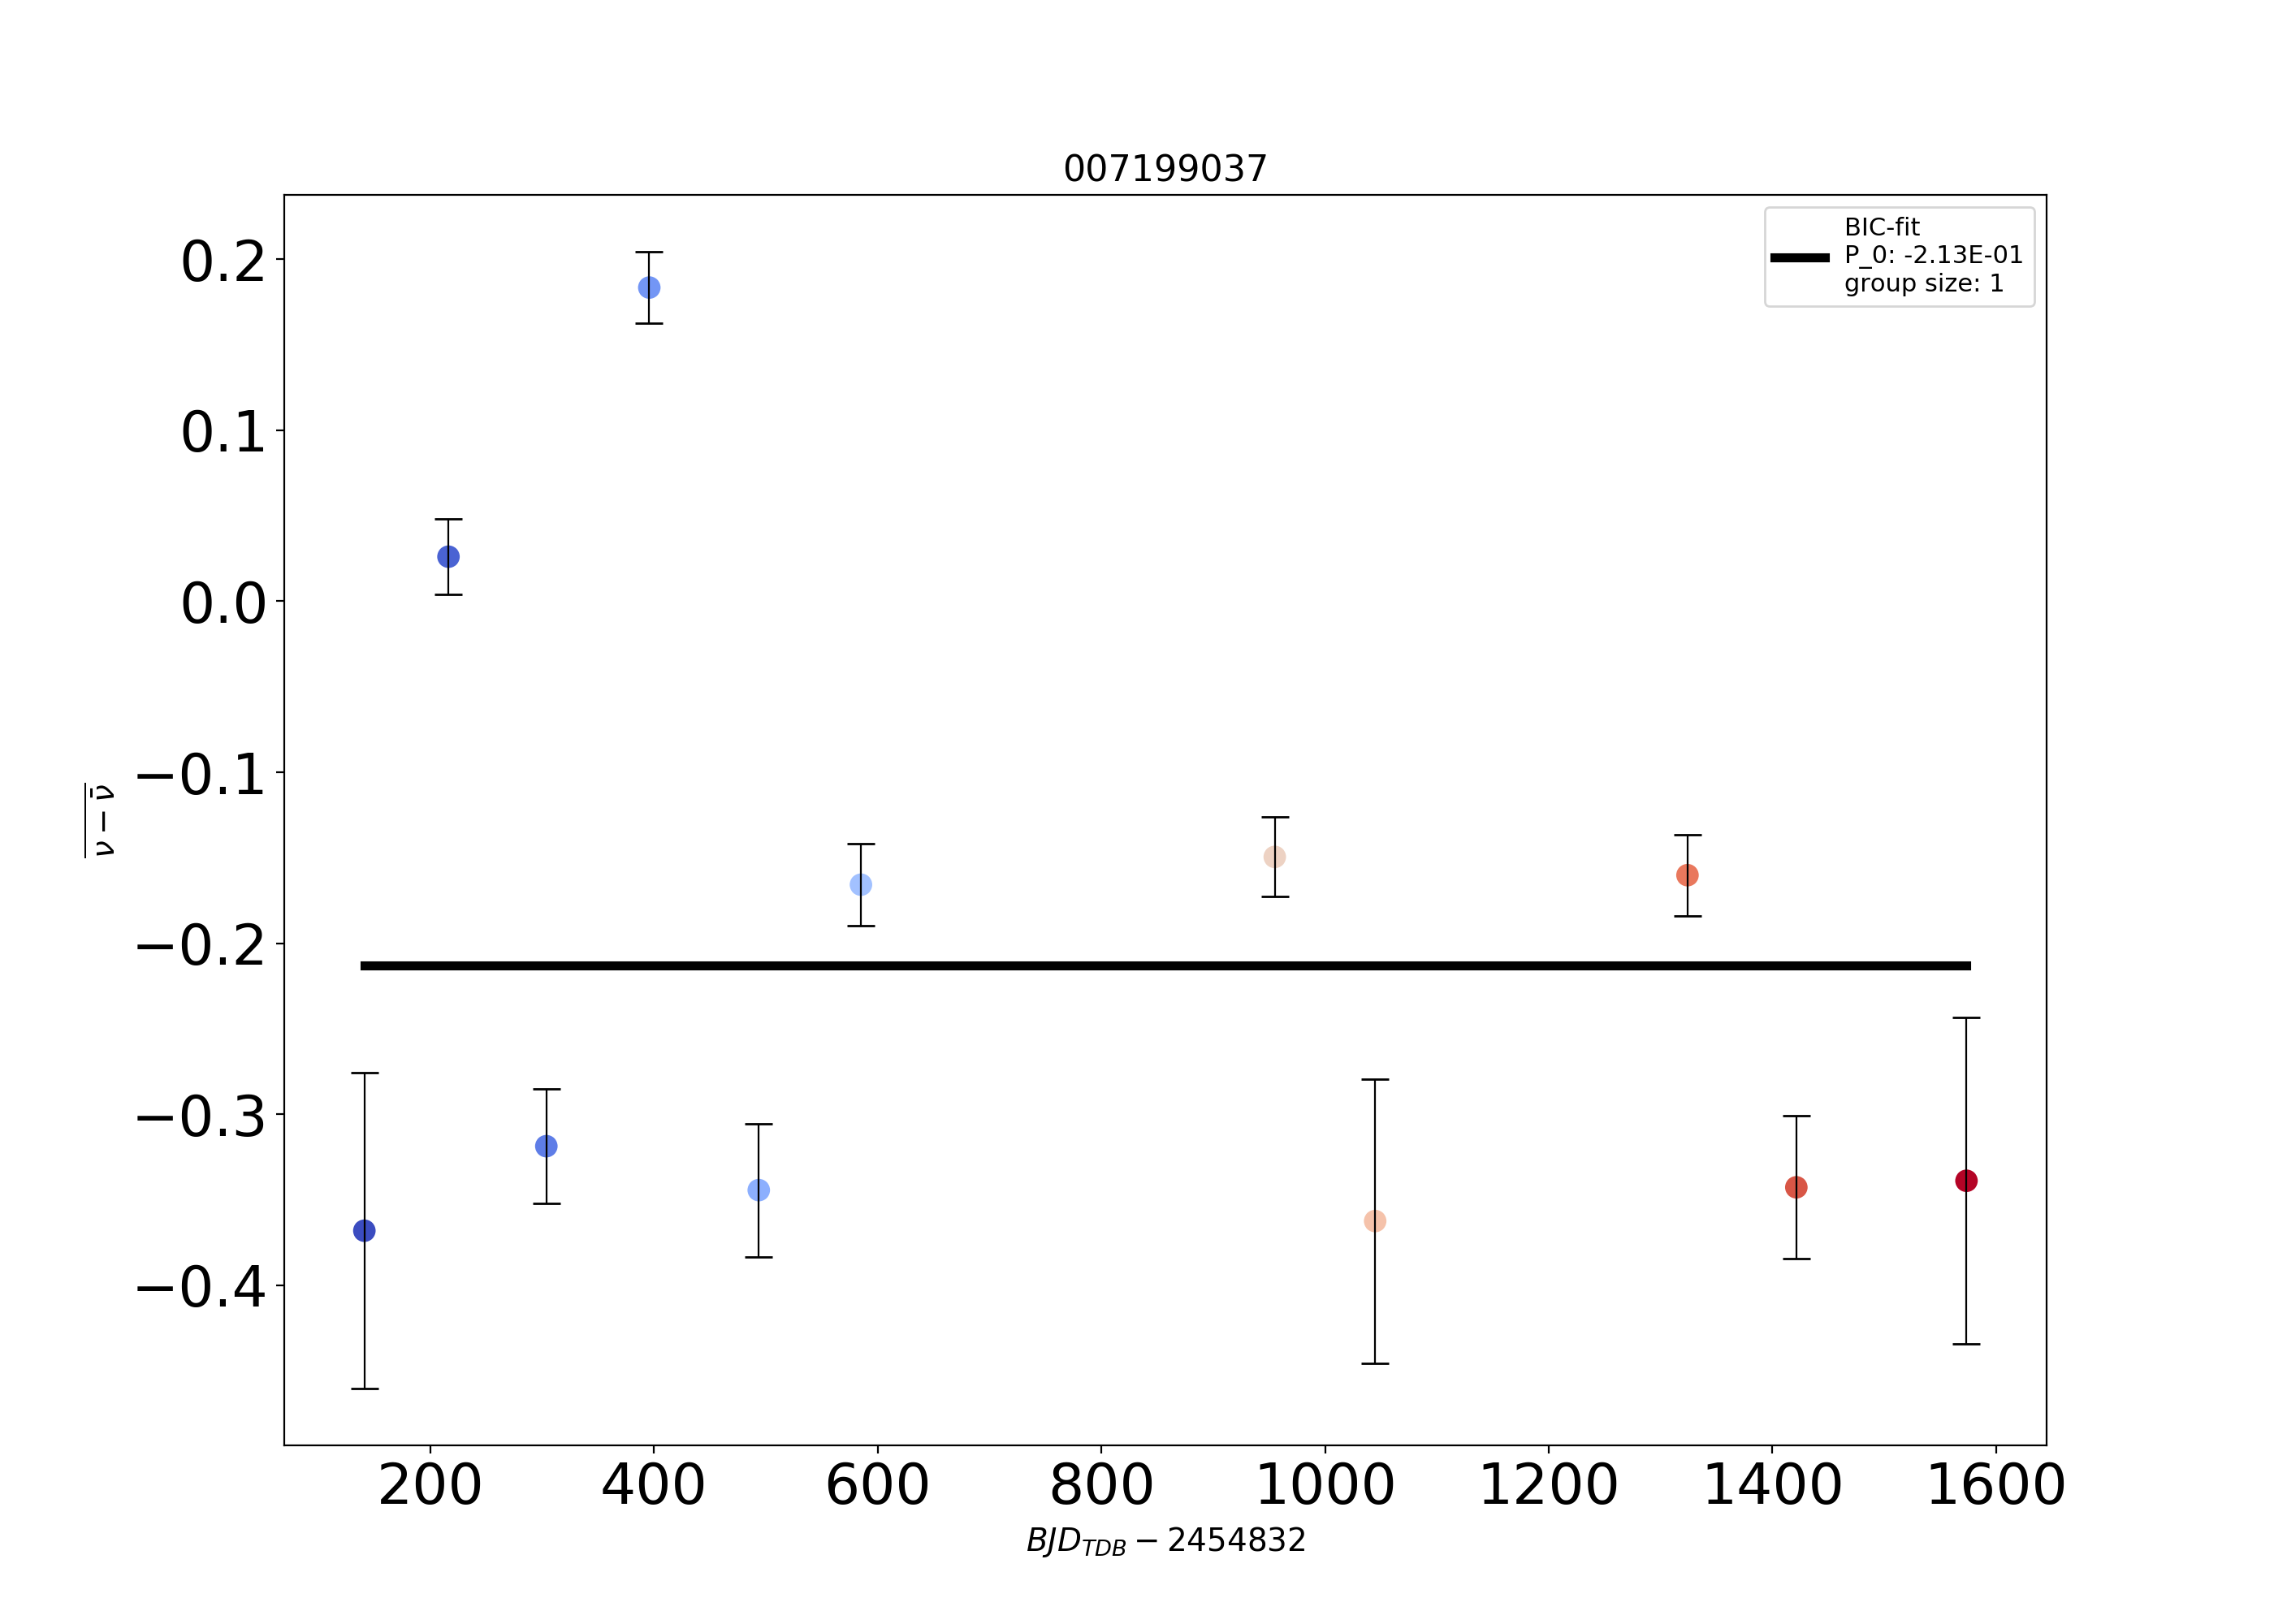 007199037
BIC-fit
P_0: -2.13E-01
group size: 1
0.2
0.1
0.0
−0.1
−0.2
−0.3
−0.4
ν − ν̄
200 400 600 800 1000 1200 1400 1600
BJD_TDB − 2454832